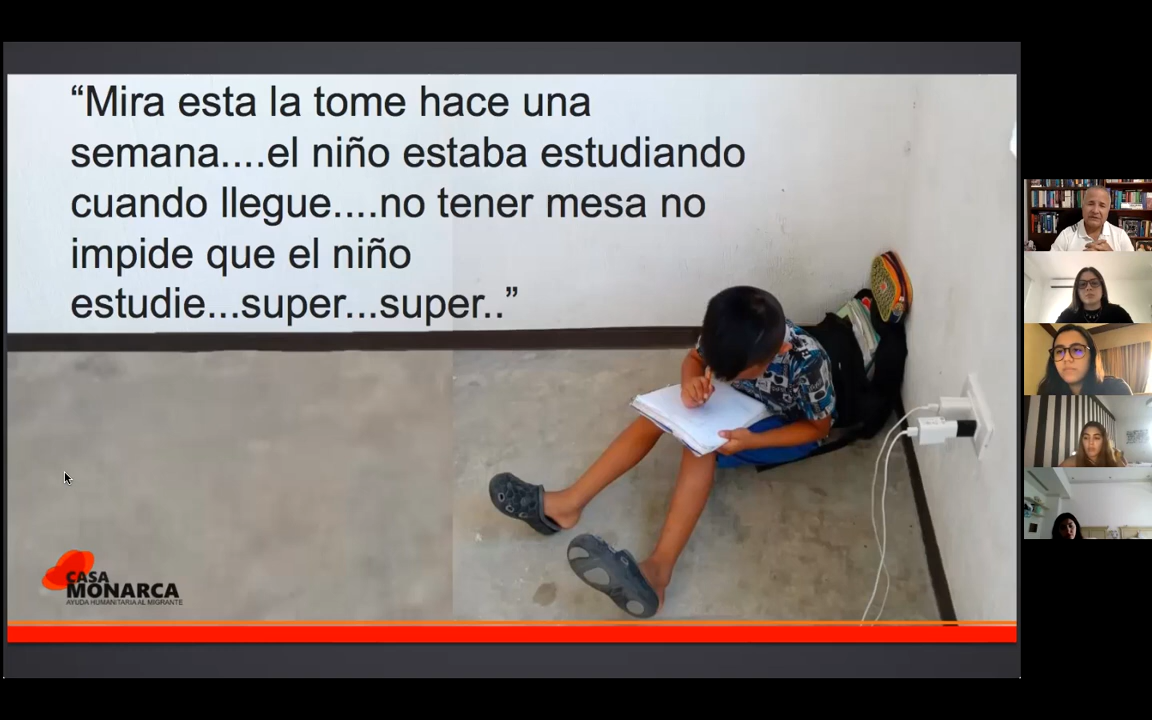 “Mira esta la tome hace una
semana....el niño estaba estudiando
cuando llegue....no tener mesa no
impide que el niño
estudie...super...super..”
CASA
MONARCA
AYUDA HUMANITARIA AL MIGRANTE